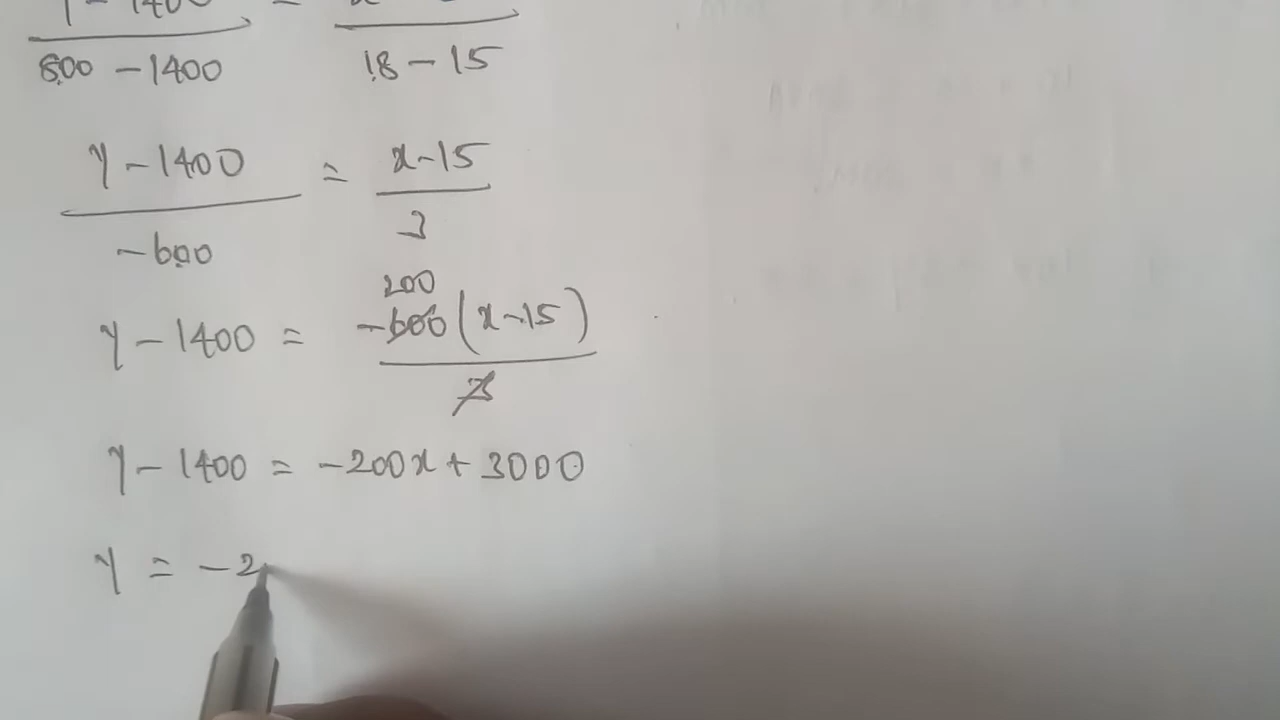 800 - 1400 18 - 15
y - 1400 = x - 15
-600 3
200
y - 1400 = -600 (x - 15)
3
y - 1400 = -200x + 3000
y = -2